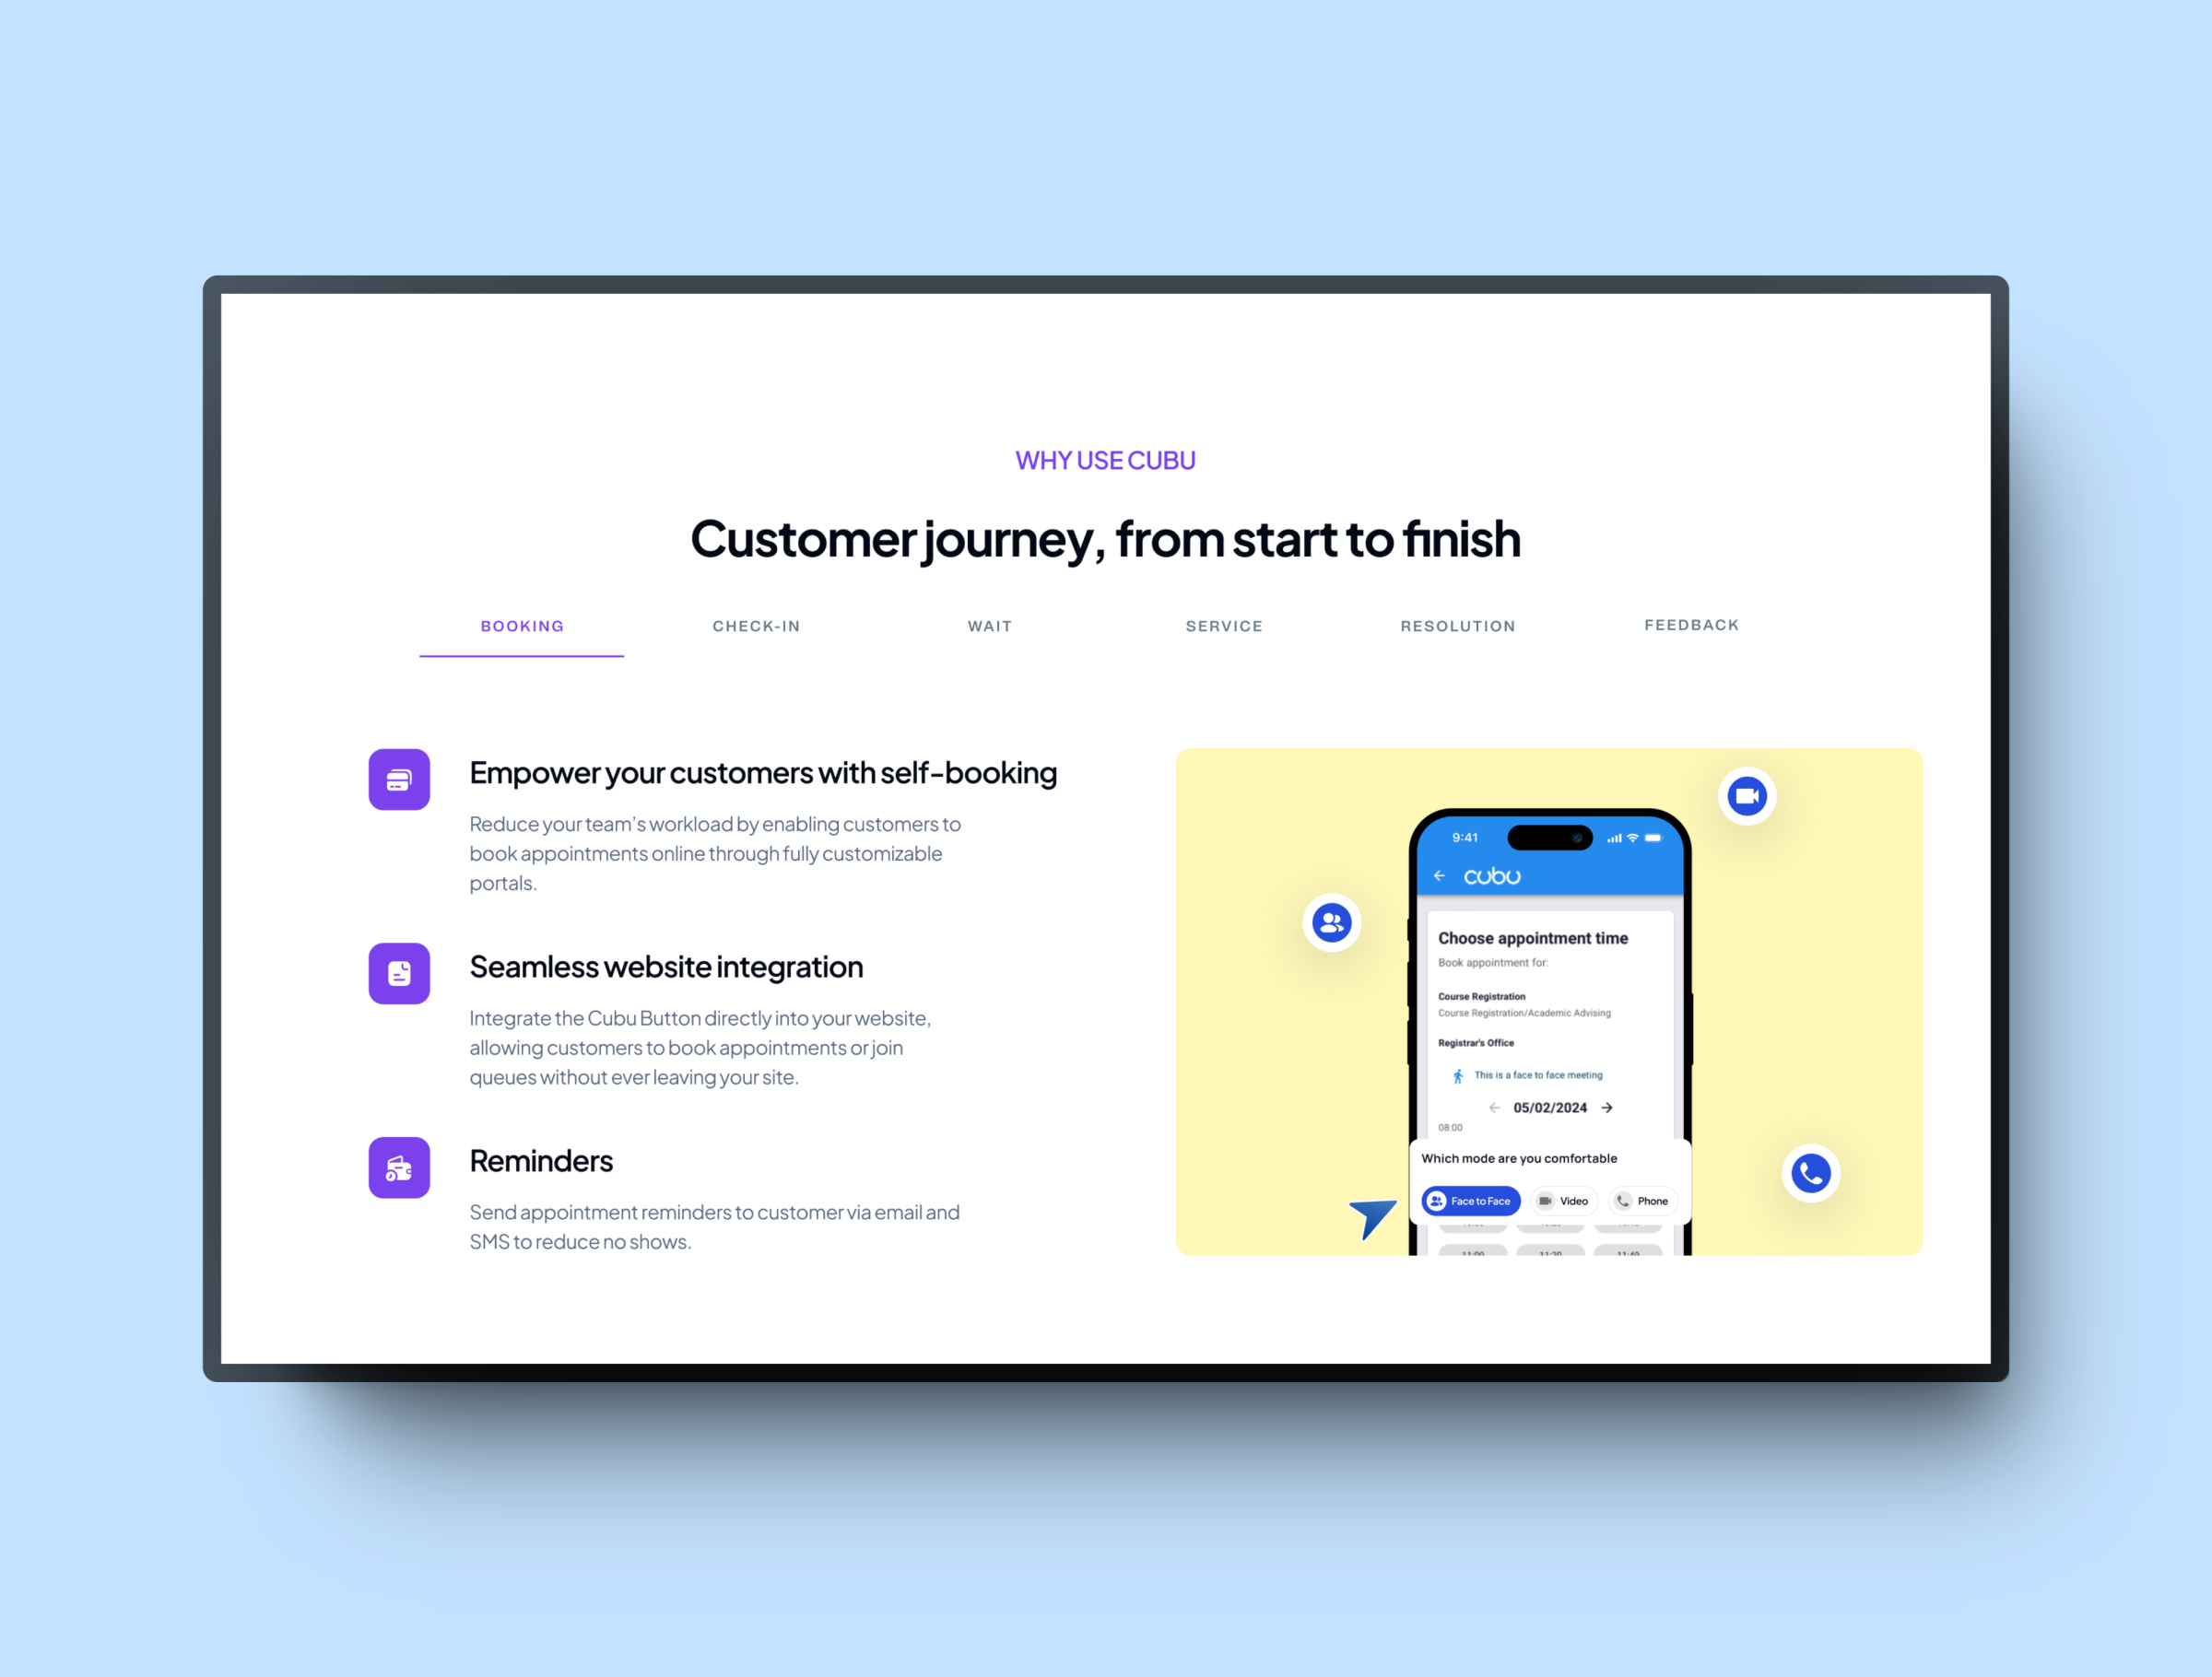 WHY USE CUBU
Customer journey, from start to finish
BOOKING
CHECK-IN
WAIT
SERVICE
RESOLUTION
FEEDBACK
Empower your customers with self-booking
Reduce your team’s workload by enabling customers to
book appointments online through fully customizable
portals.
Seamless website integration
Integrate the Cubu Button directly into your website,
allowing customers to book appointments or join
queues without ever leaving your site.
Reminders
Send appointment reminders to customer via email and
SMS to reduce no shows.
9:41
cubu
Choose appointment time
Book appointment for:
Course Registration
Course Registration/Academic Advising
Registrar's Office
This is a face to face meeting
05/02/2024
08:00
Which mode are you comfortable
Face to Face
Video
Phone
11:00
11:20
11:40